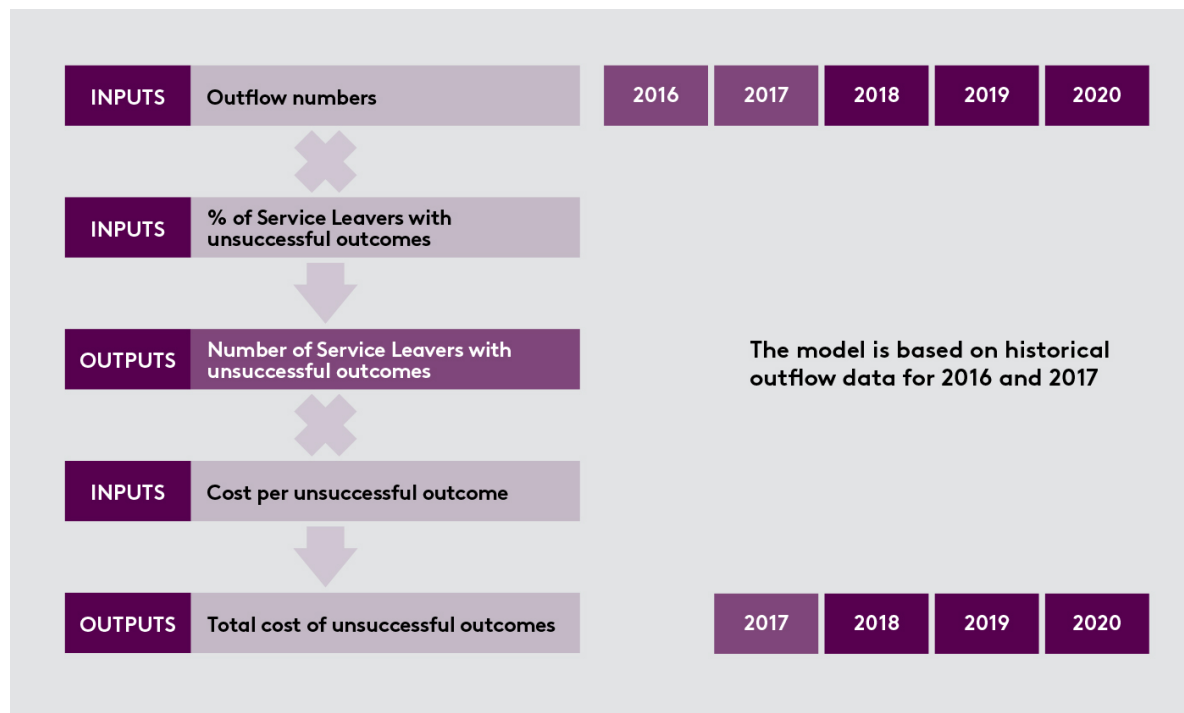 INPUTS Outflow numbers 2016 2017 2018 2019 2020
INPUTS % of Service Leavers with
unsuccessful outcomes
OUTPUTS Number of Service Leavers with
unsuccessful outcomes
The model is based on historical
outflow data for 2016 and 2017
INPUTS Cost per unsuccessful outcome
OUTPUTS Total cost of unsuccessful outcomes 2017 2018 2019 2020